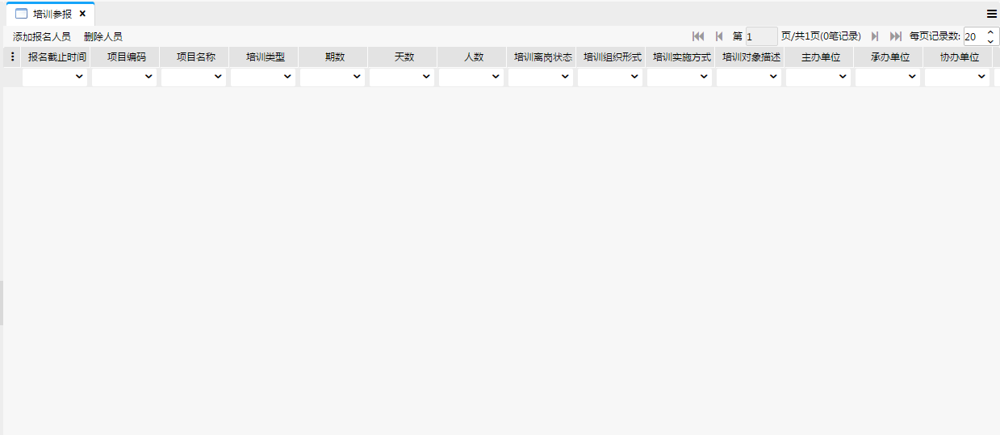 培训参报 x
添加报名人员 删除人员 第 1 页/共1页(0笔记录) 每页记录数: 20
报名截止时间 项目编码 项目名称 培训类型 期数 天数 人数 培训离岗状态 培训组织形式 培训实施方式 培训对象描述 主办单位 承办单位 协办单位